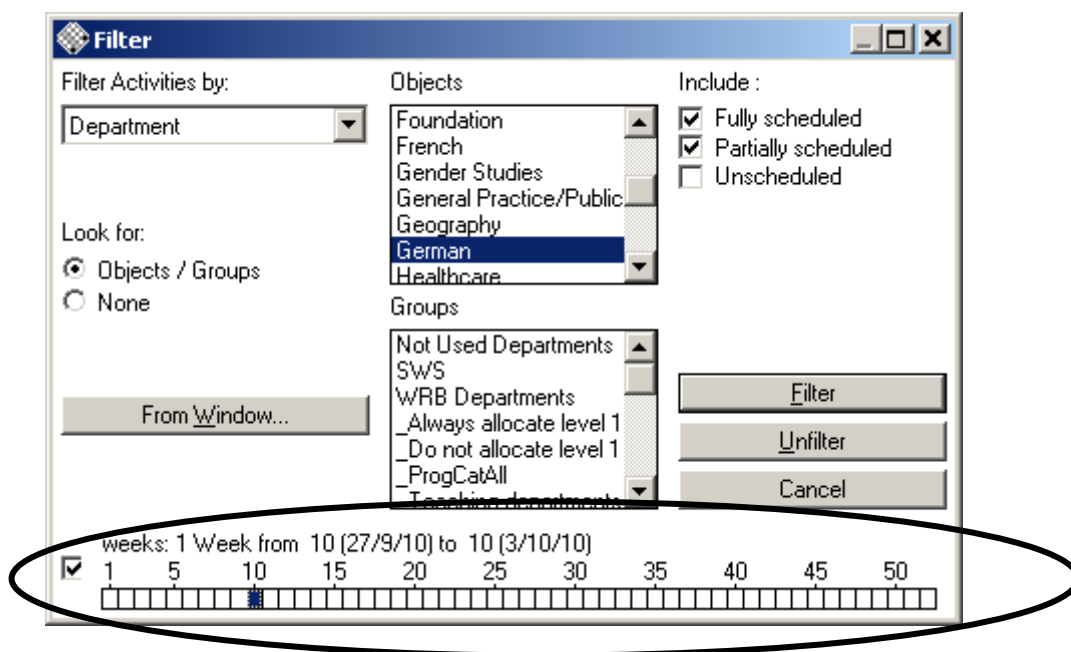 Filter
Filter Activities by:
Department
Look for:
Objects / Groups
None
From Window...
Objects
Foundation
French
Gender Studies
General Practice/Public
Geography
German
Healthcare
Groups
Not Used Departments
SWS
WRB Departments
_Always allocate level 1
_Do not allocate level 1
_ProgCatAll
_Teaching departments
Include :
Fully scheduled
Partially scheduled
Unscheduled
Filter
Unfilter
Cancel
weeks: 1 Week from 10 (27/9/10) to 10 (3/10/10)
1 5 10 15 20 25 30 35 40 45 50